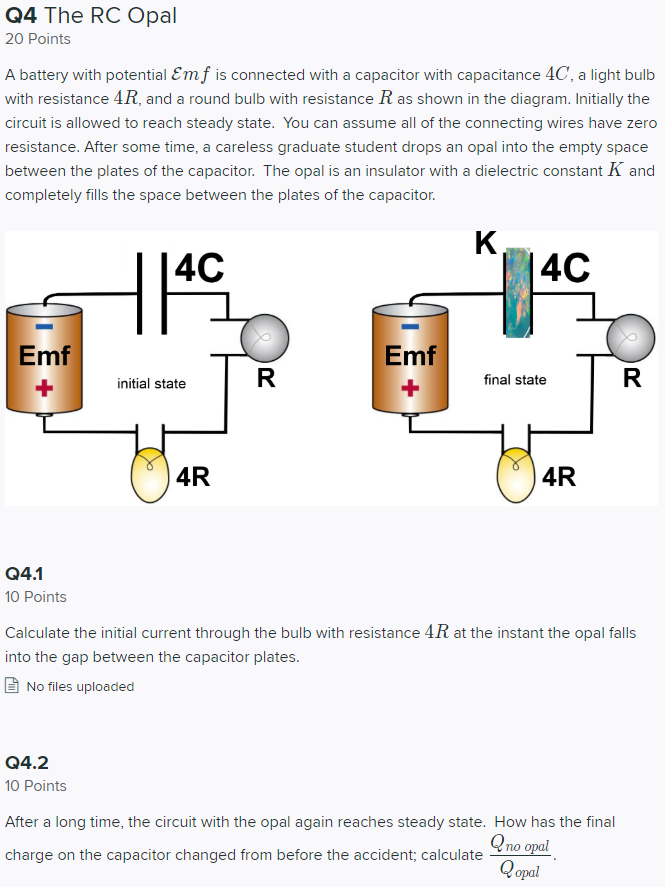 Q4 The RC Opal
20 Points
A battery with potential ℰmf is connected with a capacitor with capacitance 4C, a light bulb
with resistance 4R, and a round bulb with resistance R as shown in the diagram. Initially the
circuit is allowed to reach steady state. You can assume all of the connecting wires have zero
resistance. After some time, a careless graduate student drops an opal into the empty space
between the plates of the capacitor. The opal is an insulator with a dielectric constant K and
completely fills the space between the plates of the capacitor.
4C
Emf
+
initial state
R
4R
K
4C
Emf
+
final state
R
4R
Q4.1
10 Points
Calculate the initial current through the bulb with resistance 4R at the instant the opal falls
into the gap between the capacitor plates.
No files uploaded
Q4.2
10 Points
After a long time, the circuit with the opal again reaches steady state. How has the final
charge on the capacitor changed from before the accident; calculate Q_no opal / Q_opal.